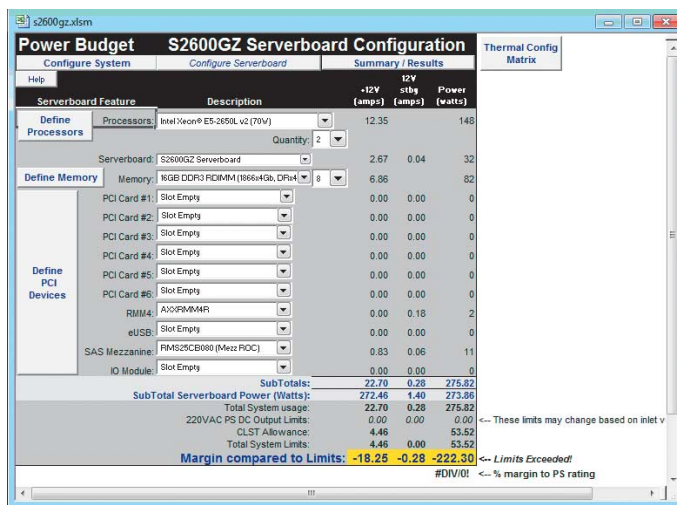 s2600gz.xlsm
Power Budget S2600GZ Serverboard Configuration Thermal Config Matrix
Configure System Configure Serverboard Summary / Results
Help
Serverboard Feature Description +12V (amps) 12V stby (amps) Power (watts)
Define Processors Processors: Intel Xeon® E5-2650L v2 (70V) 12.35 148
Quantity: 2
Serverboard: S2600GZ Serverboard 2.67 0.04 32
Define Memory Memory: 16GB DDR3 RDIMM (1866x4Gb, DRx4 8 6.86 82
Define PCI Devices
PCI Card #1: Slot Empty 0.00 0.00 0
PCI Card #2: Slot Empty 0.00 0.00 0
PCI Card #3: Slot Empty 0.00 0.00 0
PCI Card #4: Slot Empty 0.00 0.00 0
PCI Card #5: Slot Empty 0.00 0.00 0
PCI Card #6: Slot Empty 0.00 0.00 0
RMM4: AXXRMM4R 0.00 0.18 2
eUSB: Slot Empty 0.00 0.00 0
SAS Mezzanine: RMS25CB080 (Mezz ROC) 0.83 0.06 11
IO Module: Slot Empty 0.00 0.00 0
SubTotals: 22.70 0.28 275.82
SubTotal Serverboard Power (Watts): 272.46 1.40 273.86
Total System usage: 22.70 0.28 275.82
220VAC PS DC Output Limits: 0.00 0.00 0.00 <-- These limits may change based on inlet v
CLST Allowance: 4.46 53.52
Total System Limits: 4.46 0.00 53.52
Margin compared to Limits: -18.25 -0.28 -222.30 <-- Limits Exceeded!
#DIV/0! <-- % margin to PS rating